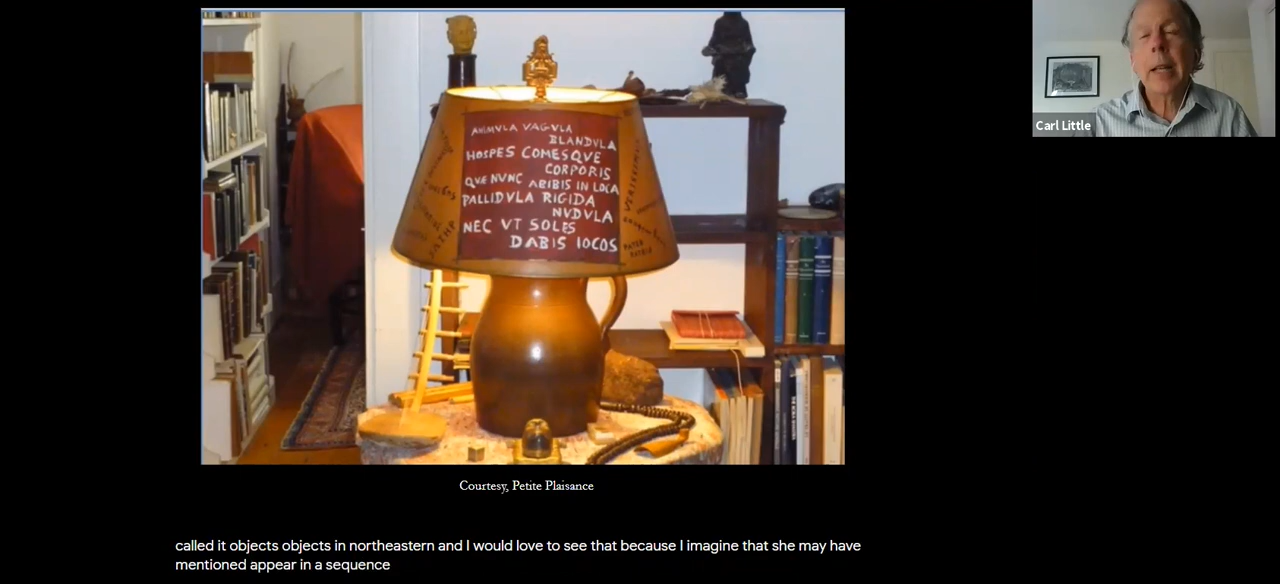 ANIMVLA VAGVLA
BLANDVLA
HOSPES COMESQVE
CORPORIS
QVE NVNC ABIBIS IN LOCA
PALLIDVLA RIGIDA
NVDVLA
NEC VT SOLES
DABIS IOCOS
Carl Little
Courtesy, Petite Plaisance
called it objects objects in northeastern and I would love to see that because I imagine that she may have
mentioned appear in a sequence